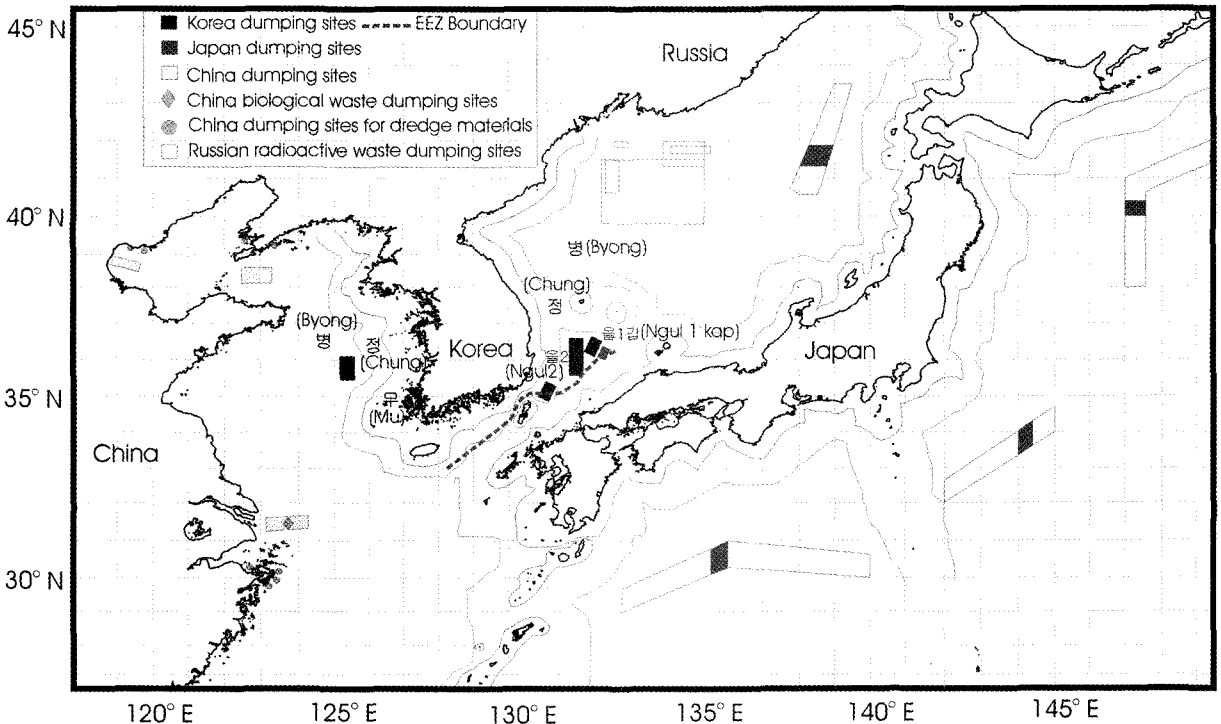 45° N
40° N
35° N
30° N
Korea dumping sites EEZ Boundary
Japan dumping sites
China dumping sites
China biological waste dumping sites
China dumping sites for dredge materials
Russian radioactive waste dumping sites
Russia
병 (Byong)
(Chung)
정
(Byong)
병
정
(Chung)
Korea
을1갑 (Ngul 1 kap)
을2
(Ngul2)
Japan
무
(Mu)
China
120° E 125° E 130° E 135° E 140° E 145° E